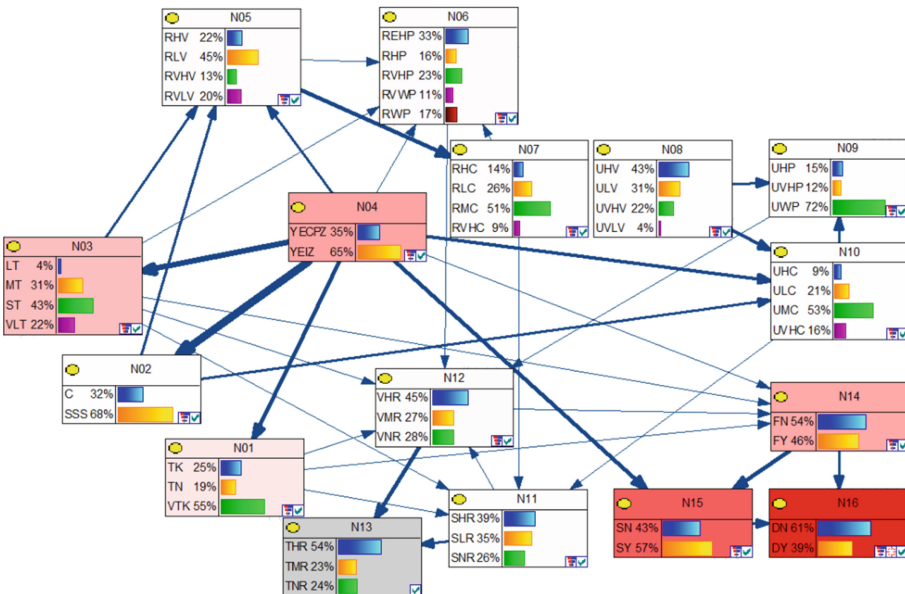 N05
RHV 22%
RLV 45%
RVHV 13%
RVLV 20%
N06
REHP 33%
RHP 16%
RVHP 23%
RVWP 11%
RWP 17%
N07
RHC 14%
RLC 26%
RMC 51%
RVHC 9%
N08
UHV 43%
ULV 31%
UVHV 22%
UVLV 4%
N09
UHP 15%
UVHP 12%
UWP 72%
N04
YECPZ 35%
YEIZ 65%
N03
LT 4%
MT 31%
ST 43%
VLT 22%
N10
UHC 9%
ULC 21%
UMC 53%
UVHC 16%
N02
C 32%
SSS 68%
N12
VHR 45%
VMR 27%
VNR 28%
N14
FN 54%
FY 46%
N01
TK 25%
TN 19%
VTK 55%
N11
SHR 39%
SLR 35%
SNR 26%
N15
SN 43%
SY 57%
N16
DN 61%
DY 39%
N13
THR 54%
TMR 23%
TNR 24%